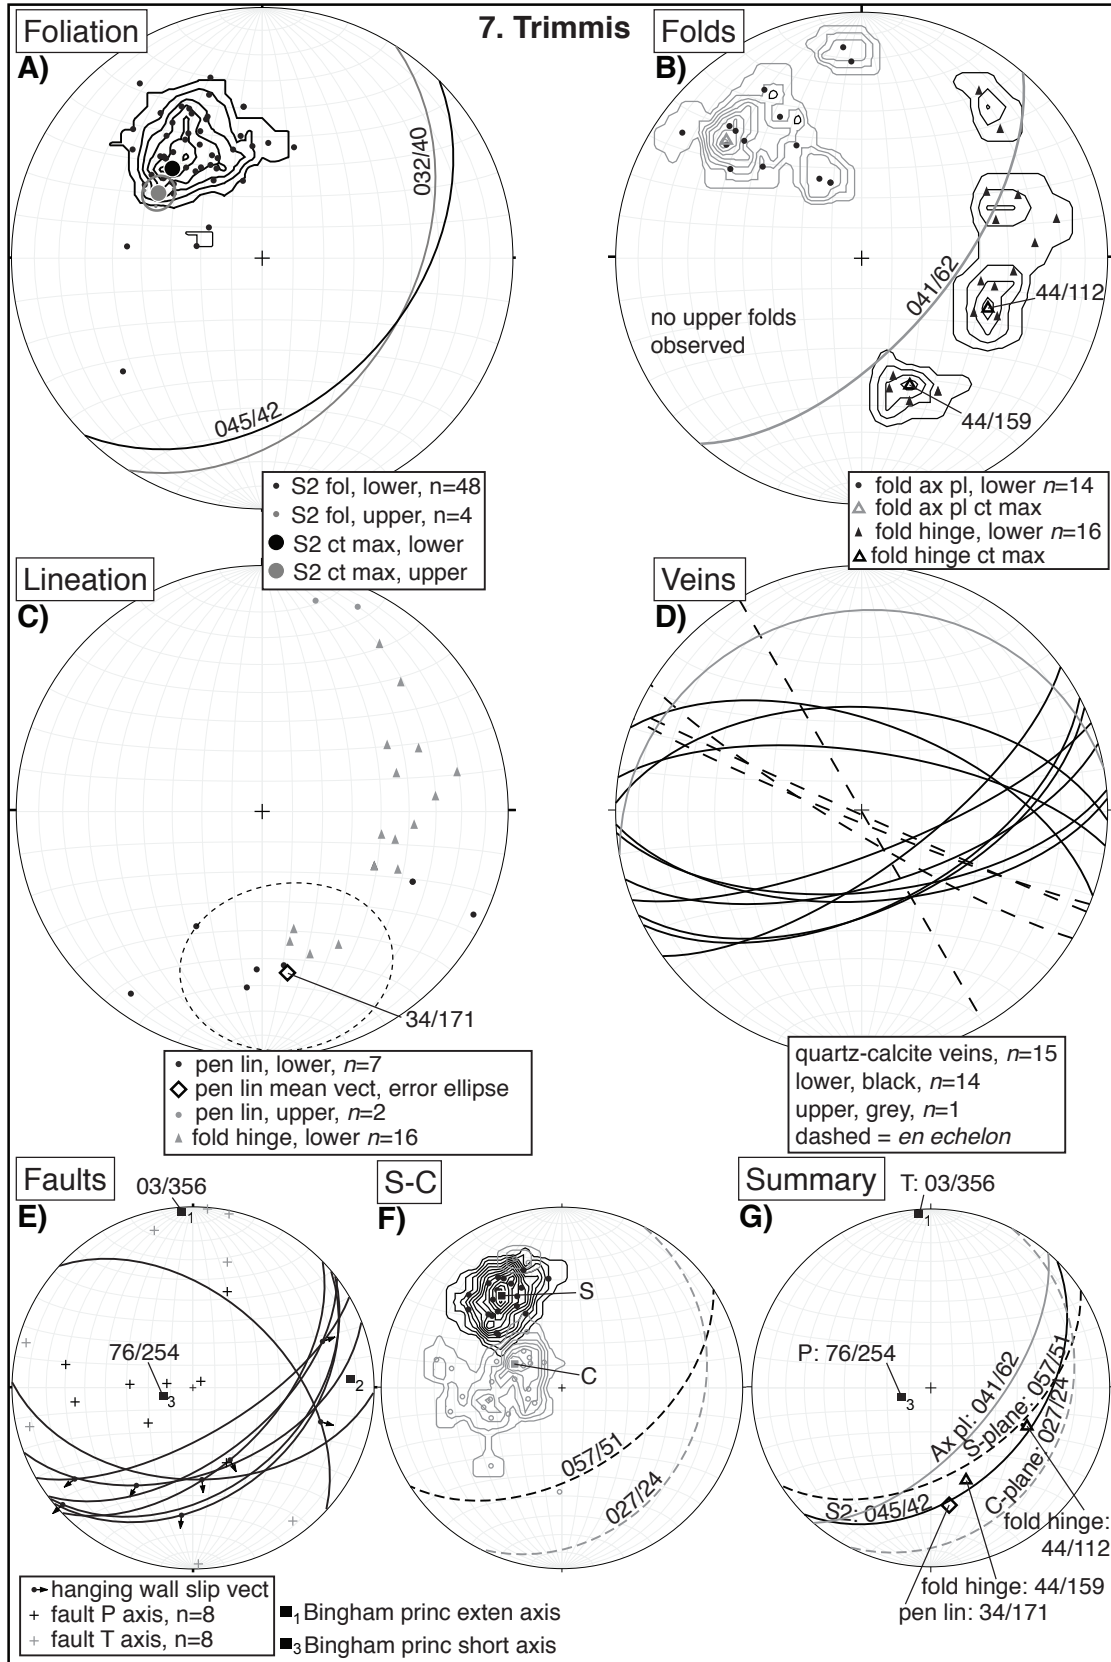 7. Trimmis
Foliation
A)
032/40
045/42
S2 fol, lower, n=48
S2 fol, upper, n=4
S2 ct max, lower
S2 ct max, upper
Folds
B)
041/62
44/112
no upper folds
observed
44/159
fold ax pl, lower n=14
fold ax pl ct max
fold hinge, lower n=16
fold hinge ct max
Lineation
C)
34/171
pen lin, lower, n=7
pen lin mean vect, error ellipse
pen lin, upper, n=2
fold hinge, lower n=16
Veins
D)
quartz-calcite veins, n=15
lower, black, n=14
upper, grey, n=1
dashed = en echelon
Faults
E)
03/356
1
76/254
3
2
hanging wall slip vect
fault P axis, n=8
fault T axis, n=8
1 Bingham princ exten axis
3 Bingham princ short axis
S-C
F)
S
C
057/51
027/24
Summary
G)
T: 03/356
1
P: 76/254
3
Ax pl: 041/62
S-plane: 057/51
C-plane: 027/24
S2: 045/42
fold hinge:
44/112
fold hinge: 44/159
pen lin: 34/171